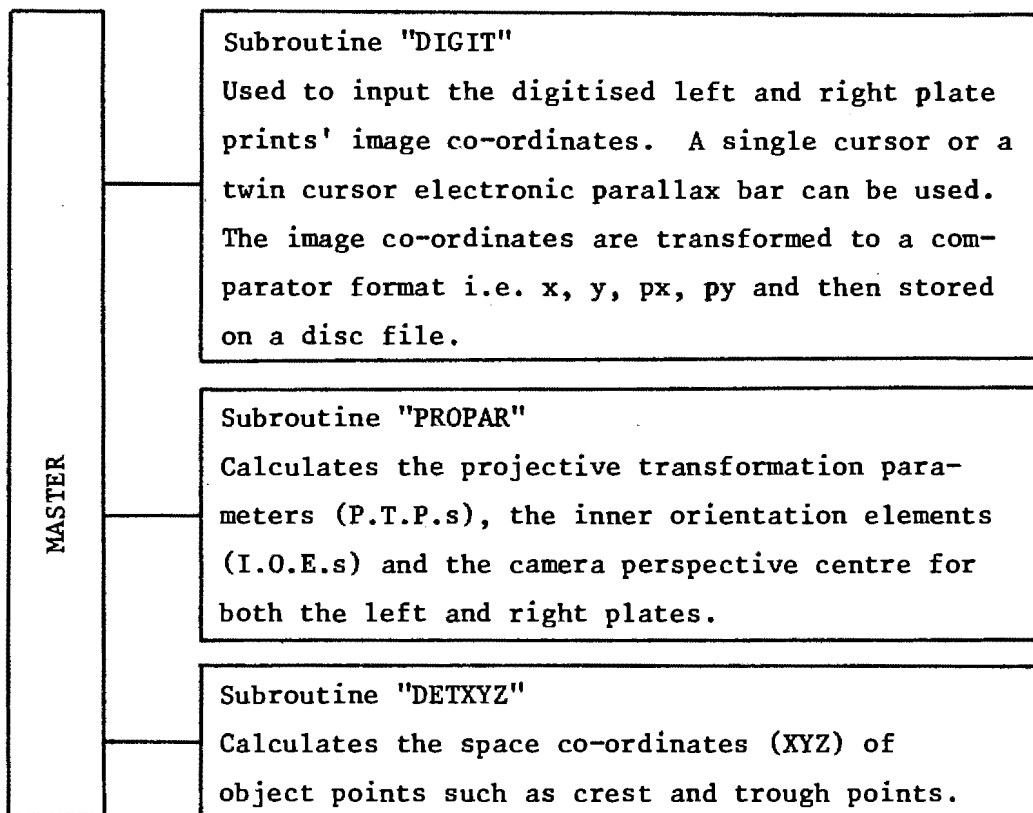 MASTER
Subroutine "DIGIT"
Used to input the digitised left and right plate
prints' image co-ordinates. A single cursor or a
twin cursor electronic parallax bar can be used.
The image co-ordinates are transformed to a com-
parator format i.e. x, y, px, py and then stored
on a disc file.
Subroutine "PROPAR"
Calculates the projective transformation para-
meters (P.T.P.s), the inner orientation elements
(I.O.E.s) and the camera perspective centre for
both the left and right plates.
Subroutine "DETXYZ"
Calculates the space co-ordinates (XYZ) of
object points such as crest and trough points.